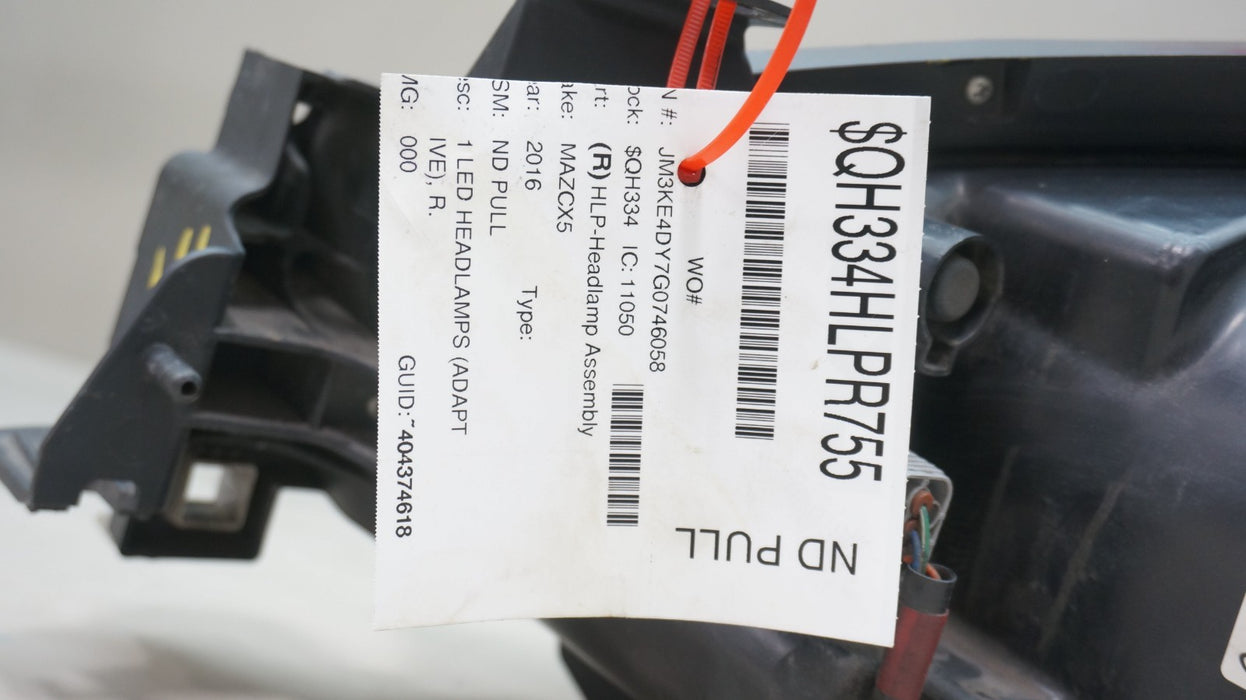 $QH334HLPR755
ND PULL
WO#
N #: JM3KE4DY7G0746058
ock: $QH334 IC: 11050
rt: (R) HLP-Headlamp Assembly
ake: MAZCX5
ar: 2016 Type:
SM: ND PULL
sc: 1 LED HEADLAMPS (ADAPT
IVE), R.
MG: 000 GUID: ~404374618